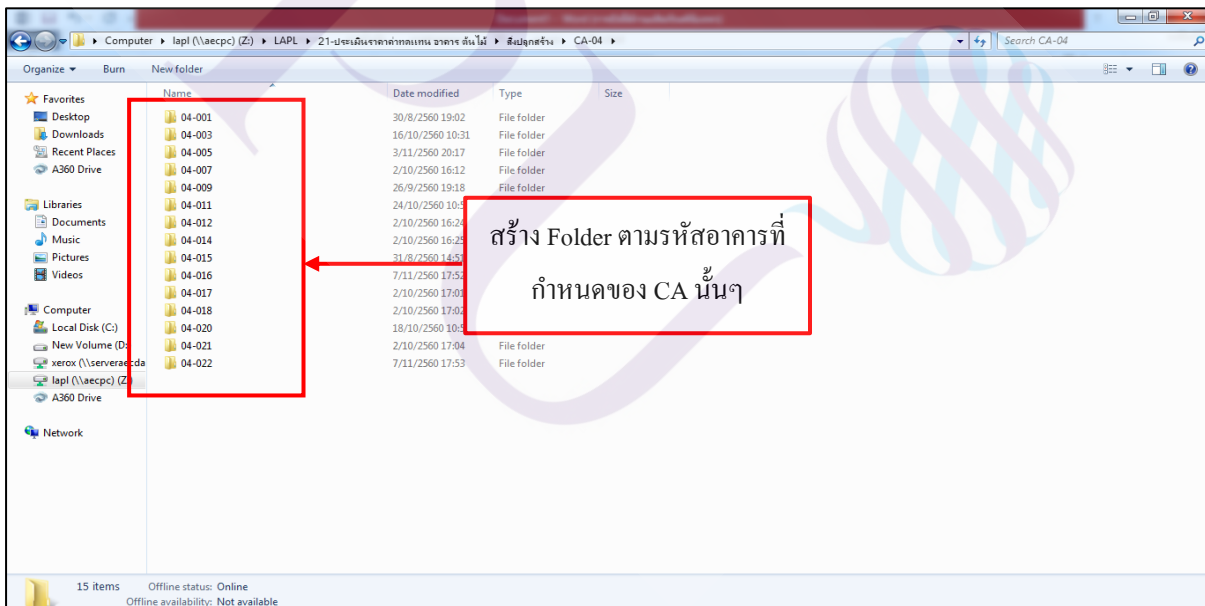 Computer ▸ lapl (\\aecpc) (Z:) ▸ LAPL ▸ 21-ประเมินราคาค่าทดแทน อาคาร ต้นไม้ ▸ สิ่งปลูกสร้าง ▸ CA-04 ▸
Search CA-04
Organize ▾ Burn New folder
Name Date modified Type Size
Favorites
Desktop
Downloads
Recent Places
A360 Drive
Libraries
Documents
Music
Pictures
Videos
Computer
Local Disk (C:)
New Volume (D:
xerox (\\serveraecda
lapl (\\aecpc) (Z:)
A360 Drive
Network
04-001 30/8/2560 19:02 File folder
04-003 16/10/2560 10:31 File folder
04-005 3/11/2560 20:17 File folder
04-007 2/10/2560 16:12 File folder
04-009 26/9/2560 19:18 File folder
04-011 24/10/2560 10:5
04-012 2/10/2560 16:24
04-014 2/10/2560 16:25
04-015 31/8/2560 14:51
04-016 7/11/2560 17:52
04-017 2/10/2560 17:01
04-018 2/10/2560 17:02
04-020 18/10/2560 10:5
04-021 2/10/2560 17:04 File folder
04-022 7/11/2560 17:53 File folder
สร้าง Folder ตามรหัสอาคารที่
กำหนดของ CA นั้นๆ
15 items Offline status: Online
Offline availability: Not available